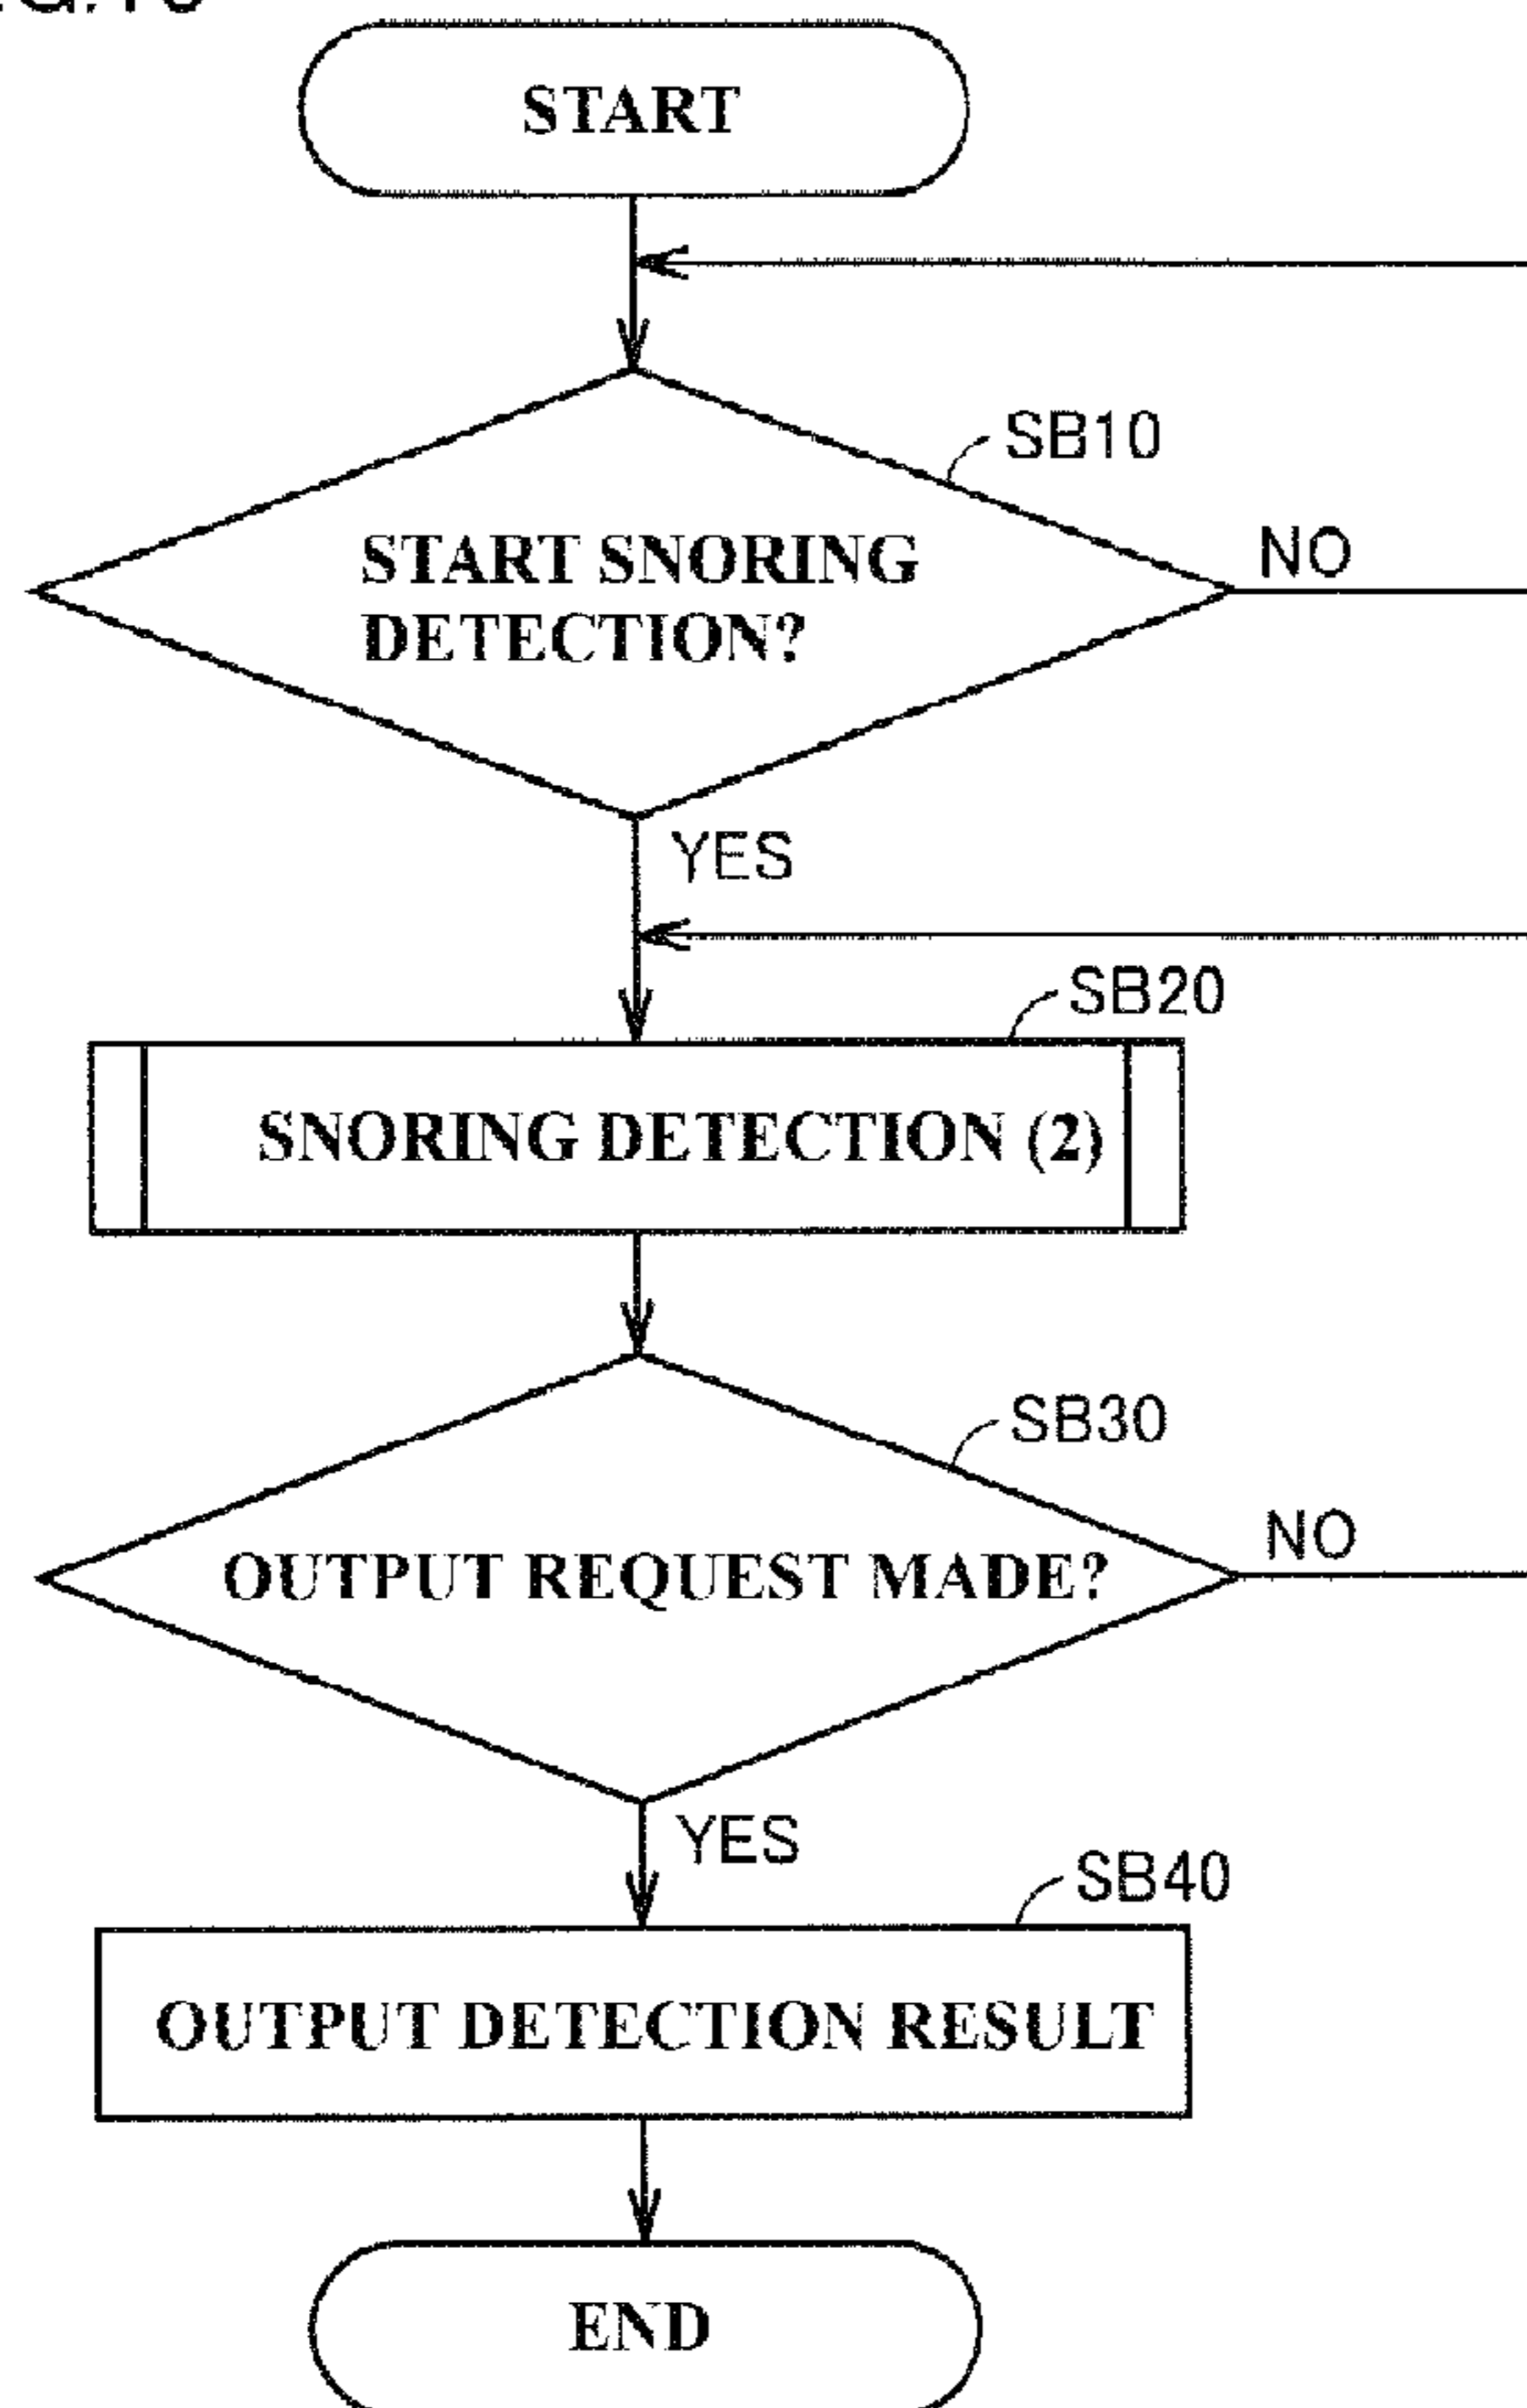 START
SB10
START SNORING
DETECTION?
NO
YES
SB20
SNORING DETECTION (2)
SB30
OUTPUT REQUEST MADE?
NO
YES
SB40
OUTPUT DETECTION RESULT
END